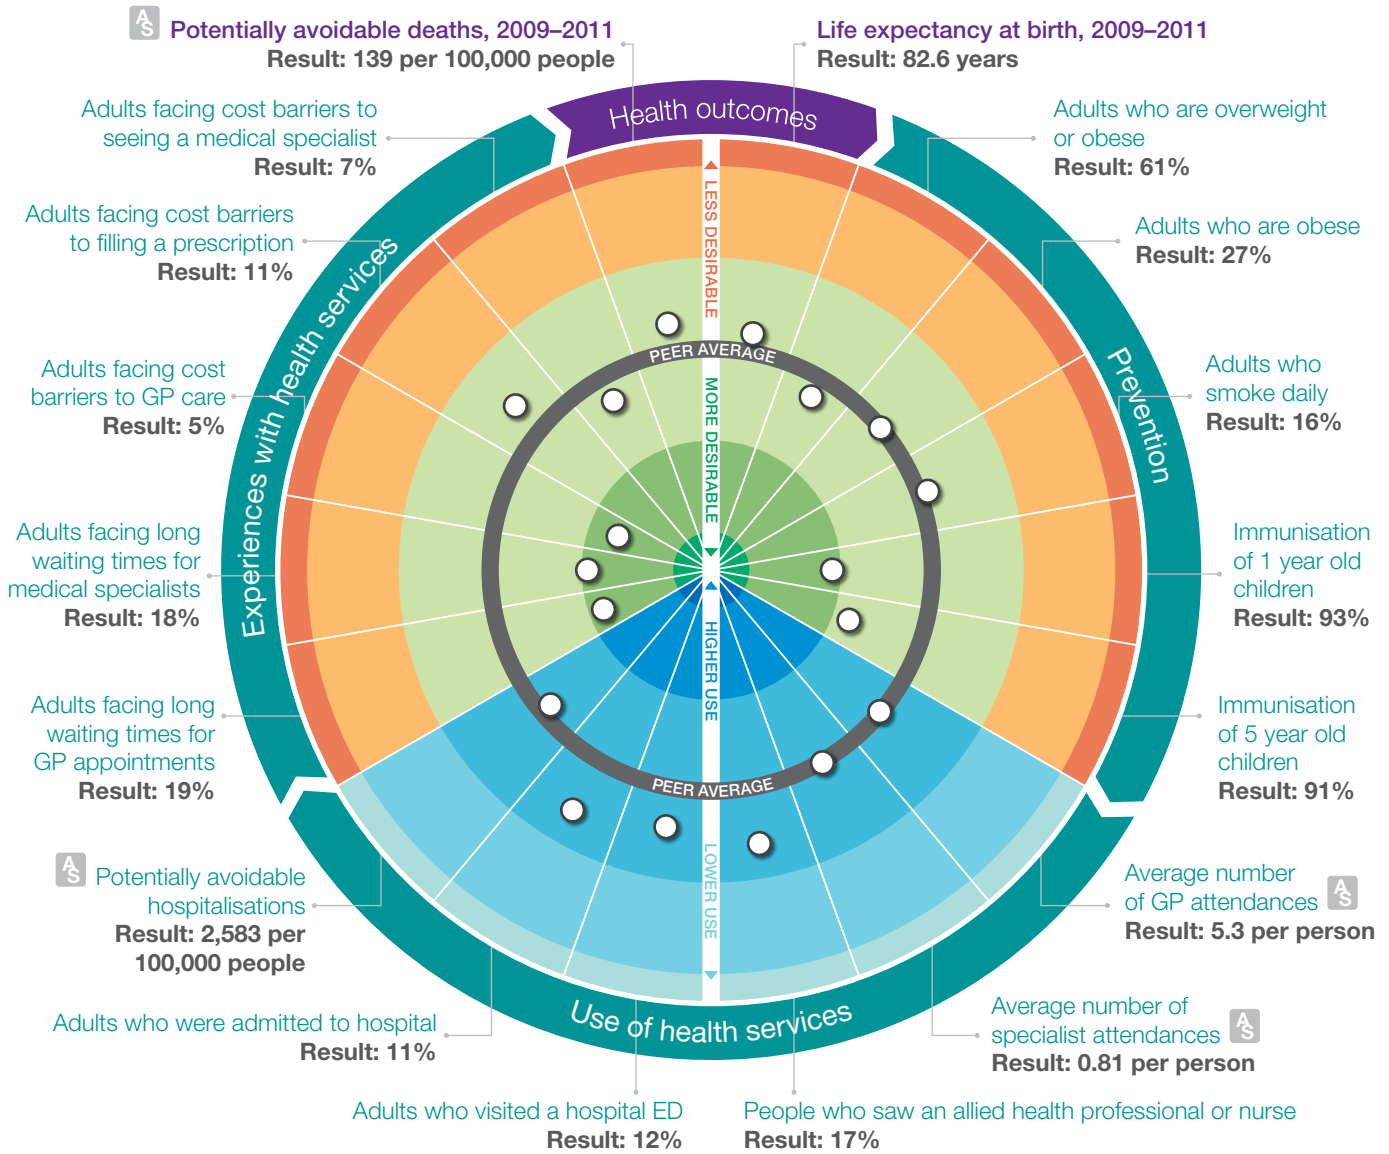 AS Potentially avoidable deaths, 2009–2011
Result: 139 per 100,000 people
Life expectancy at birth, 2009–2011
Result: 82.6 years
Health outcomes
Adults facing cost barriers to
seeing a medical specialist
Result: 7%
Adults who are overweight
or obese
Result: 61%
Adults facing cost barriers
to filling a prescription
Result: 11%
Adults who are obese
Result: 27%
Adults facing cost
barriers to GP care
Result: 5%
Adults who
smoke daily
Result: 16%
Experiences with health services
Prevention
LESS DESIRABLE
PEER AVERAGE
MORE DESIRABLE
HIGHER USE
PEER AVERAGE
LOWER USE
Adults facing long
waiting times for
medical specialists
Result: 18%
Immunisation
of 1 year old
children
Result: 93%
Adults facing long
waiting times for
GP appointments
Result: 19%
Immunisation
of 5 year old
children
Result: 91%
AS Potentially avoidable
hospitalisations
Result: 2,583 per
100,000 people
Average number
of GP attendances AS
Result: 5.3 per person
Use of health services
Adults who were admitted to hospital
Result: 11%
Average number of
specialist attendances AS
Result: 0.81 per person
Adults who visited a hospital ED
Result: 12%
People who saw an allied health professional or nurse
Result: 17%